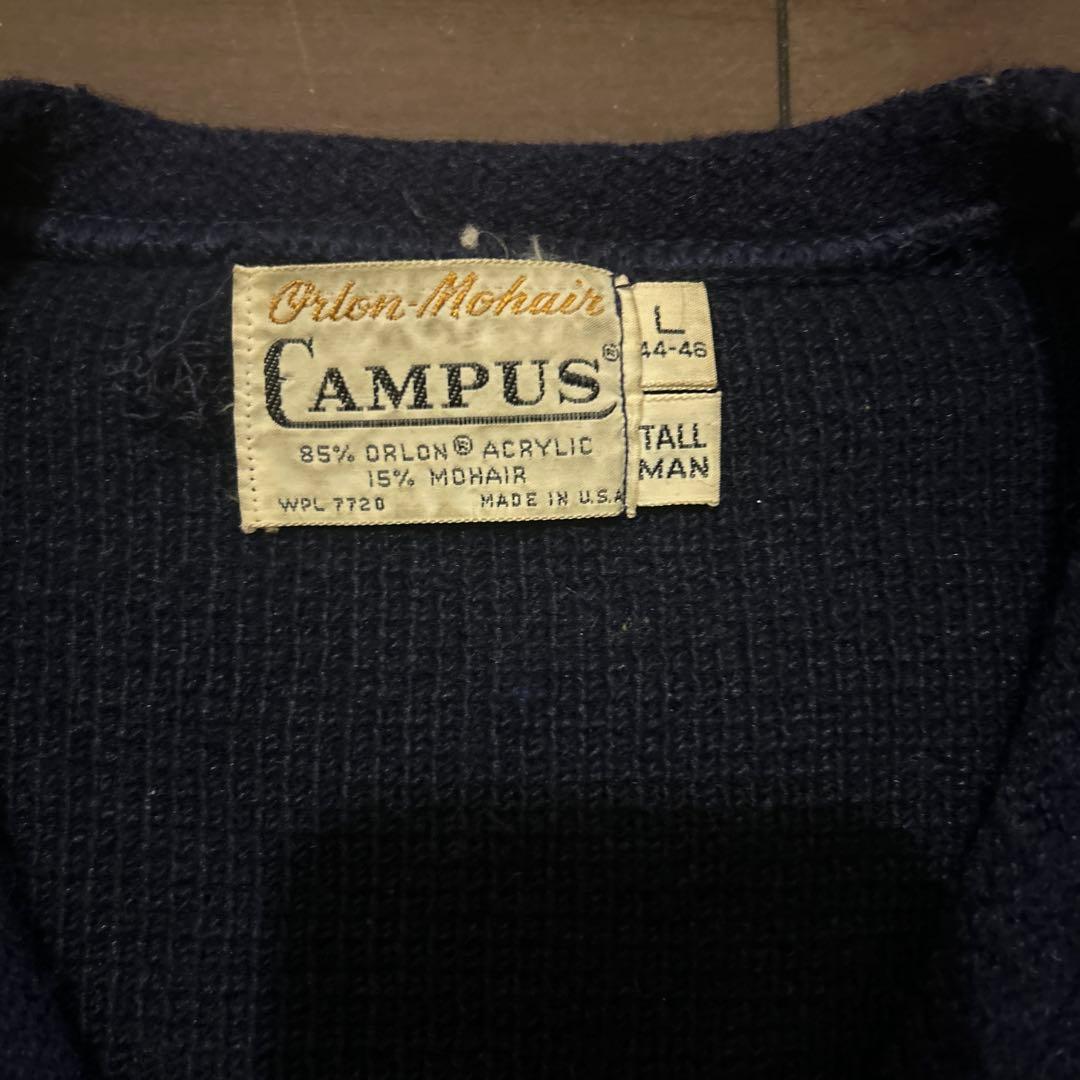 Orlon-Mohair
CAMPUS®
85% ORLON® ACRYLIC
15% MOHAIR
WPL 7720 MADE IN U.S.A
L
44-46
TALL
MAN